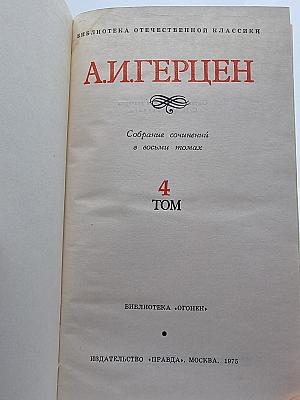 БИБЛИОТЕКА ОТЕЧЕСТВЕННОЙ КЛАССИКИ
А.И.ГЕРЦЕН
Собрание сочинений
в восьми томах
4
ТОМ
БИБЛИОТЕКА «ОГОНЕК»
ИЗДАТЕЛЬСТВО «ПРАВДА», МОСКВА, 1975